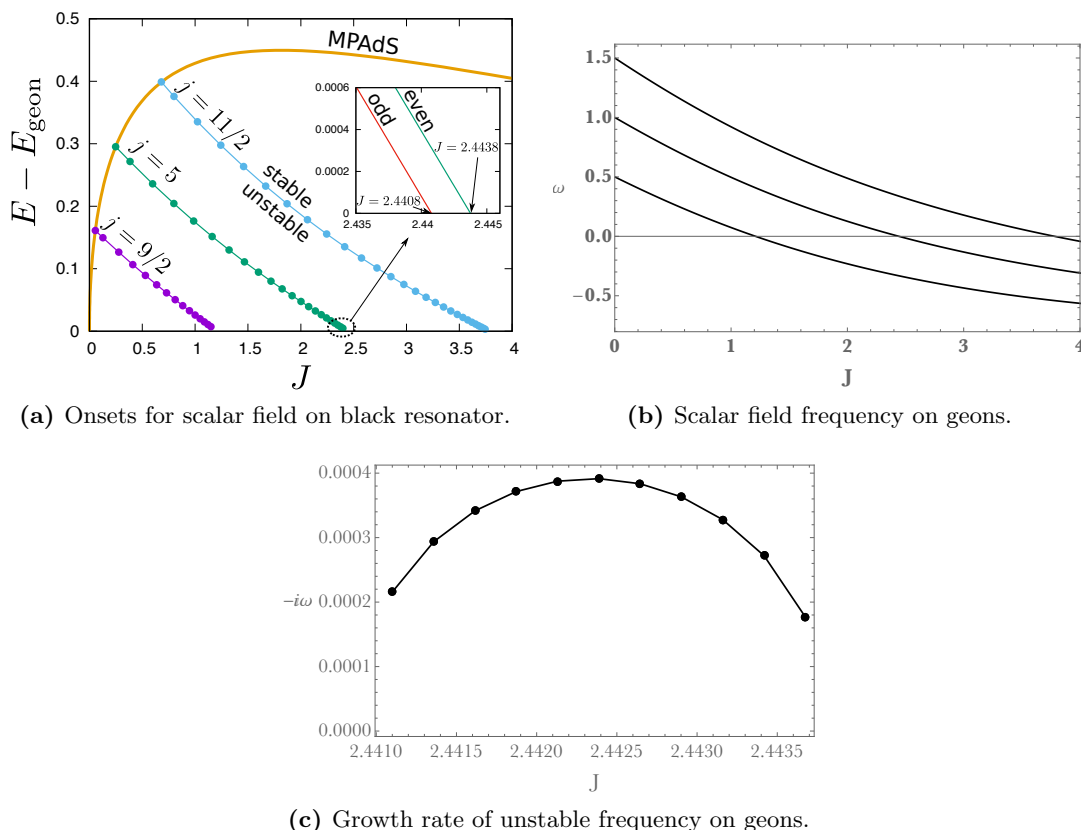 0.5
0.4
0.3
0.2
0.1
0
E − E_geon
0 0.5 1 1.5 2 2.5 3 3.5 4
J
MPAdS
j = 11/2
j = 5
j = 9/2
stable
unstable
0.0006
0.0004
0.0002
0
2.435 2.44 2.445
odd
even
J = 2.4438
J = 2.4408
(a) Onsets for scalar field on black resonator.
1.5
1.0
0.5
0.0
−0.5
ω
0 1 2 3 4
J
(b) Scalar field frequency on geons.
0.0004
0.0003
0.0002
0.0001
0.0000
−iω
2.4410 2.4415 2.4420 2.4425 2.4430 2.4435
J
(c) Growth rate of unstable frequency on geons.